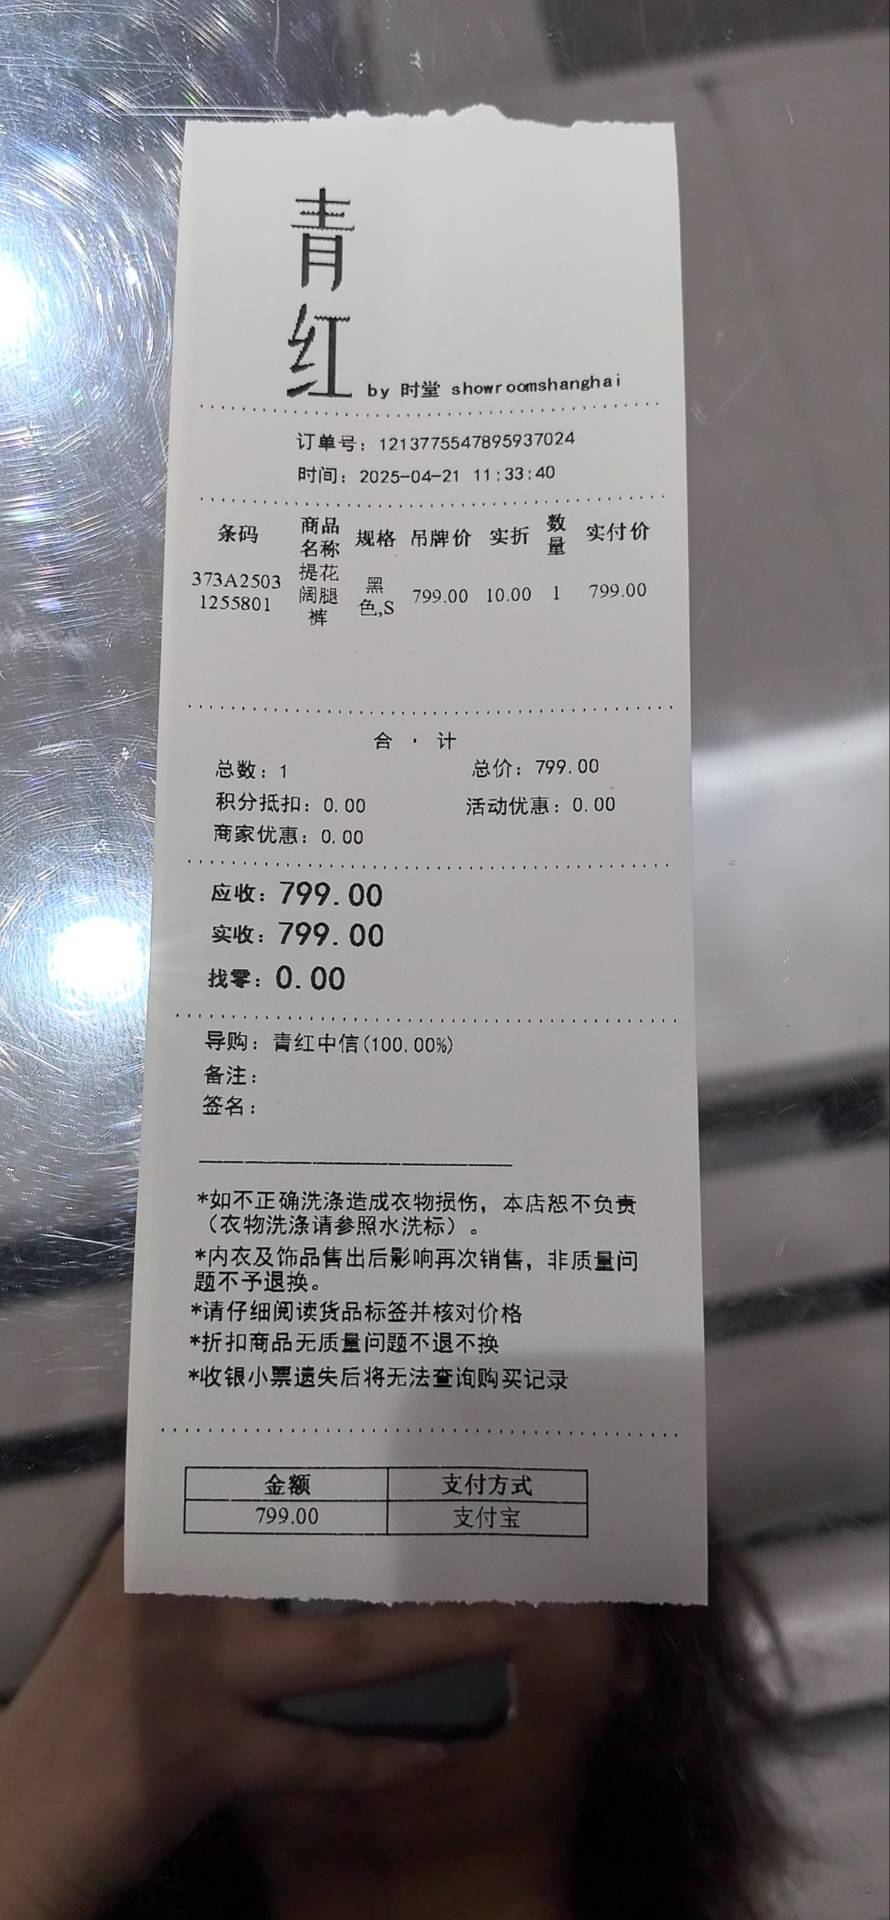 青
红 by 时堂 showroomshanghai
订单号：1213775547895937024
时间：2025-04-21 11:33:40
条码 商品名称 规格 吊牌价 实折 数量 实付价
373A25031255801 提花阔腿裤 黑色,S 799.00 10.00 1 799.00
合·计
总数：1 总价：799.00
积分抵扣：0.00 活动优惠：0.00
商家优惠：0.00
应收：799.00
实收：799.00
找零：0.00
导购：青红中信(100.00%)
备注：
签名：
*如不正确洗涤造成衣物损伤，本店恕不负责
（衣物洗涤请参照水洗标）。
*内衣及饰品售出后影响再次销售，非质量问
题不予退换。
*请仔细阅读货品标签并核对价格
*折扣商品无质量问题不退不换
*收银小票遗失后将无法查询购买记录
金额 支付方式
799.00 支付宝